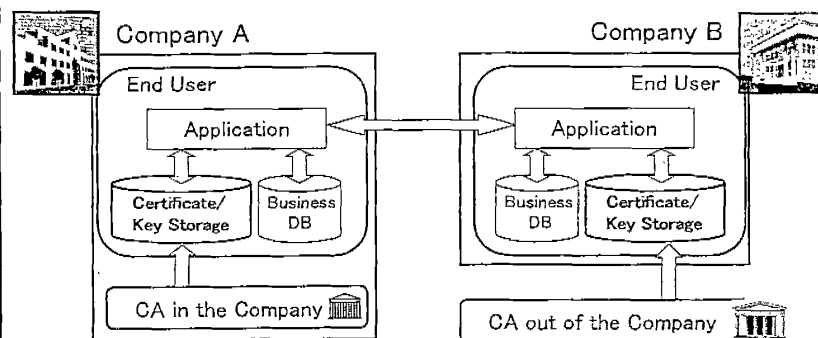 Company A
Company B
End User
End User
Application
Application
Certificate/
Key Storage
Business
DB
Business
DB
Certificate/
Key Storage
CA in the Company
CA out of the Company